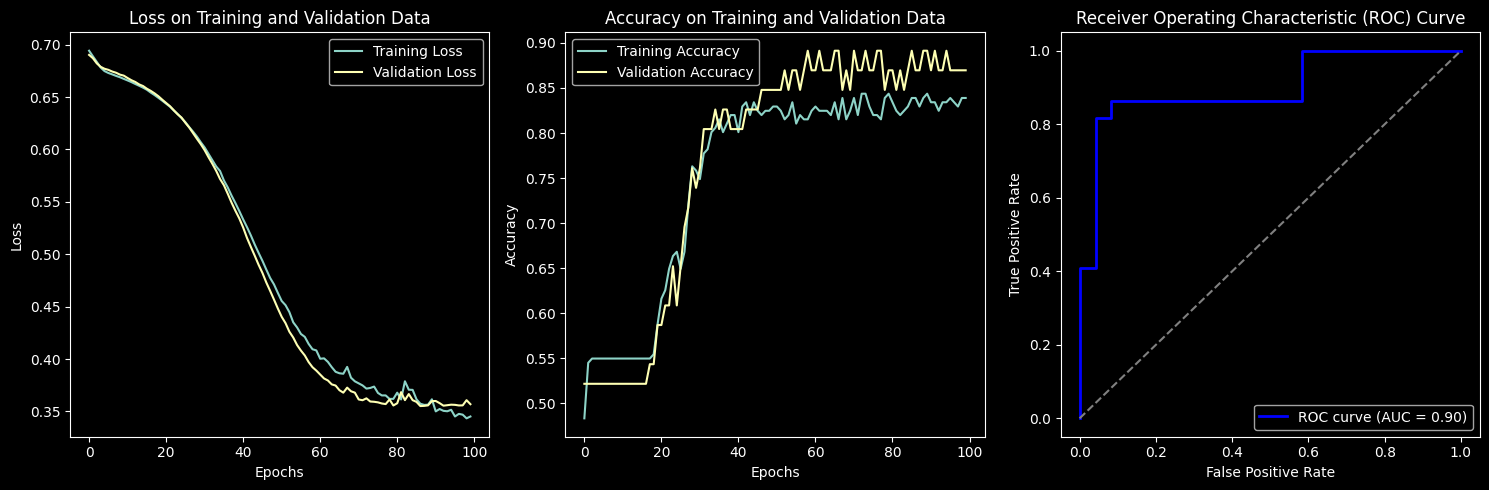 Loss on Training and Validation Data
Training Loss
Validation Loss
0.70
0.65
0.60
0.55
0.50
0.45
0.40
0.35
Loss
0 20 40 60 80 100
Epochs
Accuracy on Training and Validation Data
Training Accuracy
Validation Accuracy
0.90
0.85
0.80
0.75
0.70
0.65
0.60
0.55
0.50
Accuracy
0 20 40 60 80 100
Epochs
Receiver Operating Characteristic (ROC) Curve
1.0
0.8
0.6
0.4
0.2
0.0
True Positive Rate
ROC curve (AUC = 0.90)
0.0 0.2 0.4 0.6 0.8 1.0
False Positive Rate